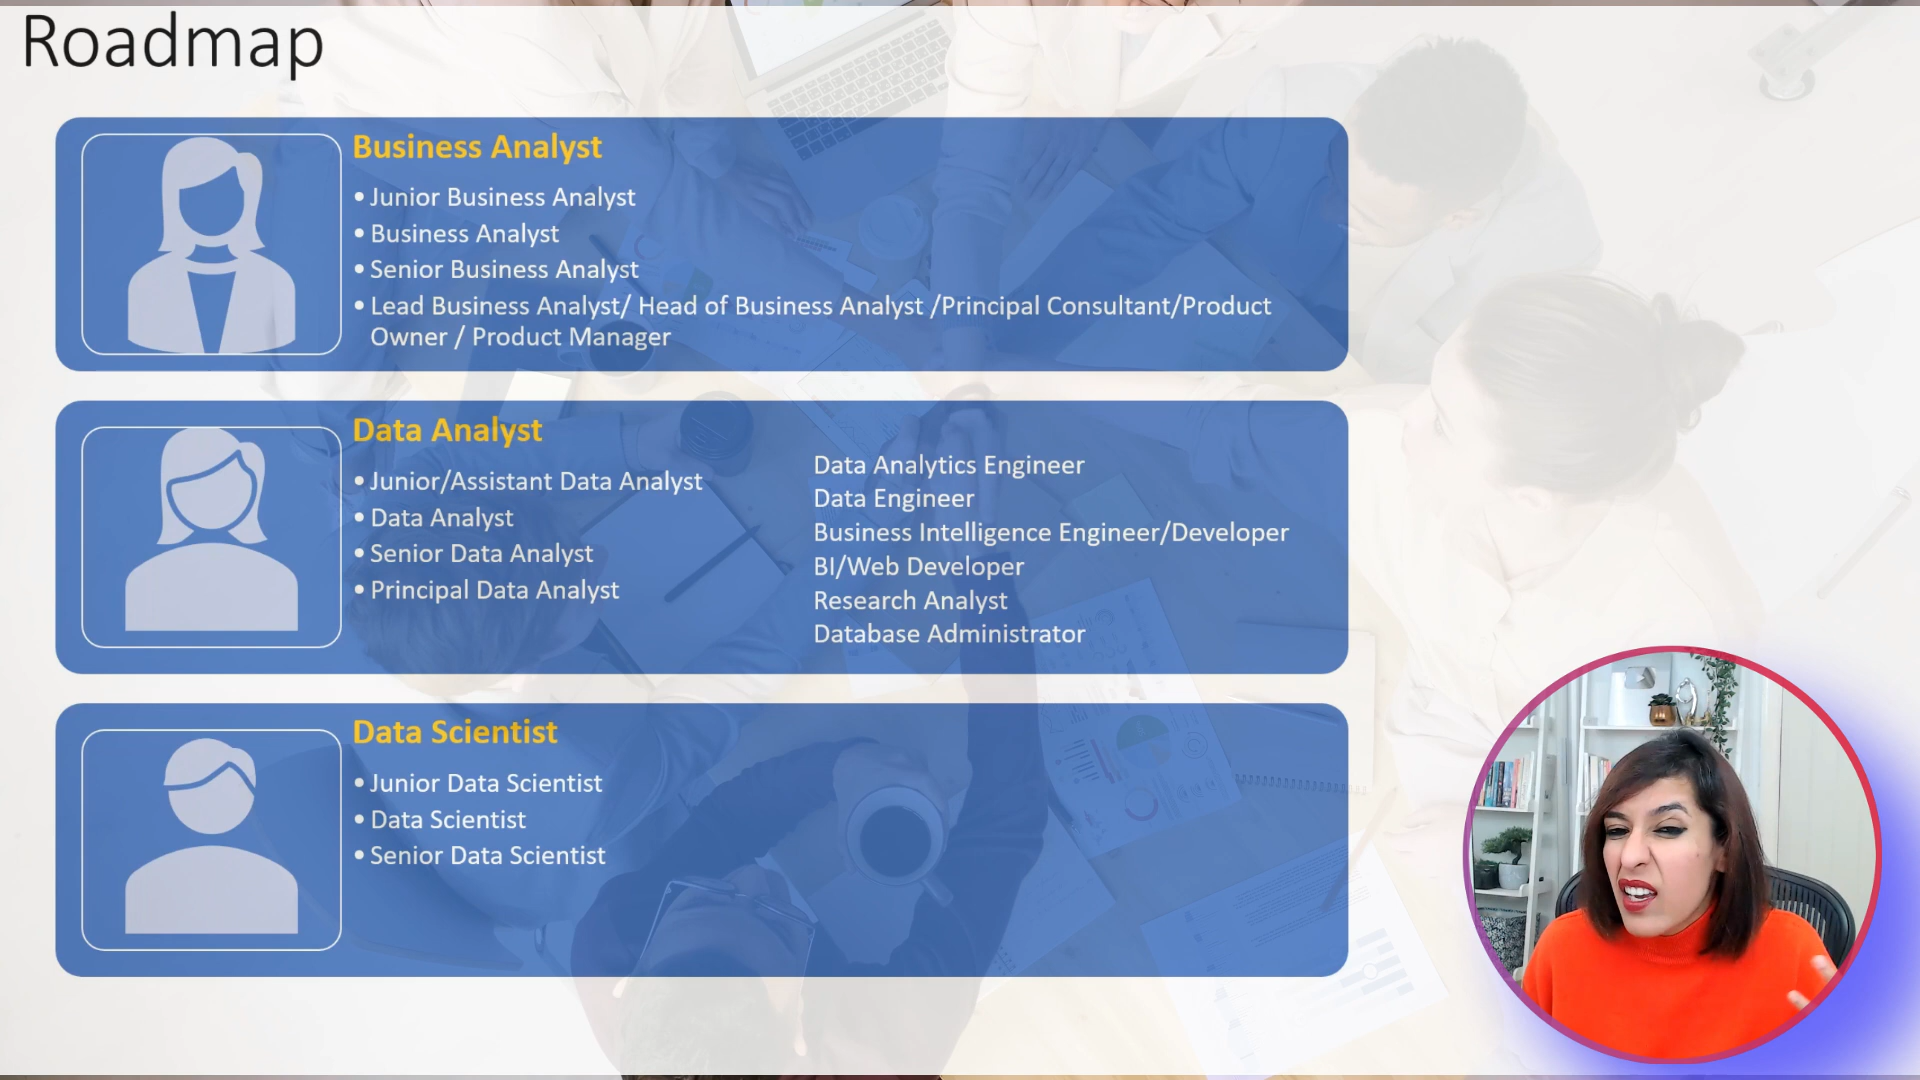 Roadmap
Business Analyst
• Junior Business Analyst
• Business Analyst
• Senior Business Analyst
• Lead Business Analyst/ Head of Business Analyst /Principal Consultant/Product
Owner / Product Manager
Data Analyst
• Junior/Assistant Data Analyst
• Data Analyst
• Senior Data Analyst
• Principal Data Analyst
Data Analytics Engineer
Data Engineer
Business Intelligence Engineer/Developer
BI/Web Developer
Research Analyst
Database Administrator
Data Scientist
• Junior Data Scientist
• Data Scientist
• Senior Data Scientist